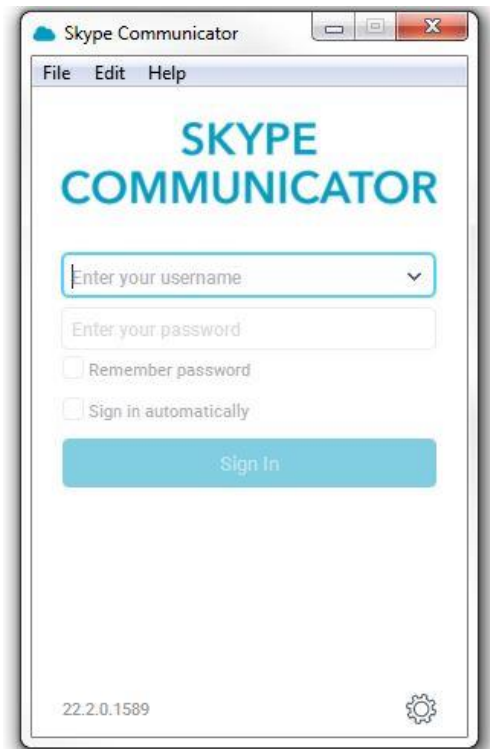 Skype Communicator
File Edit Help
SKYPE
COMMUNICATOR
Enter your username
Enter your password
Remember password
Sign in automatically
Sign In
22.2.0.1589